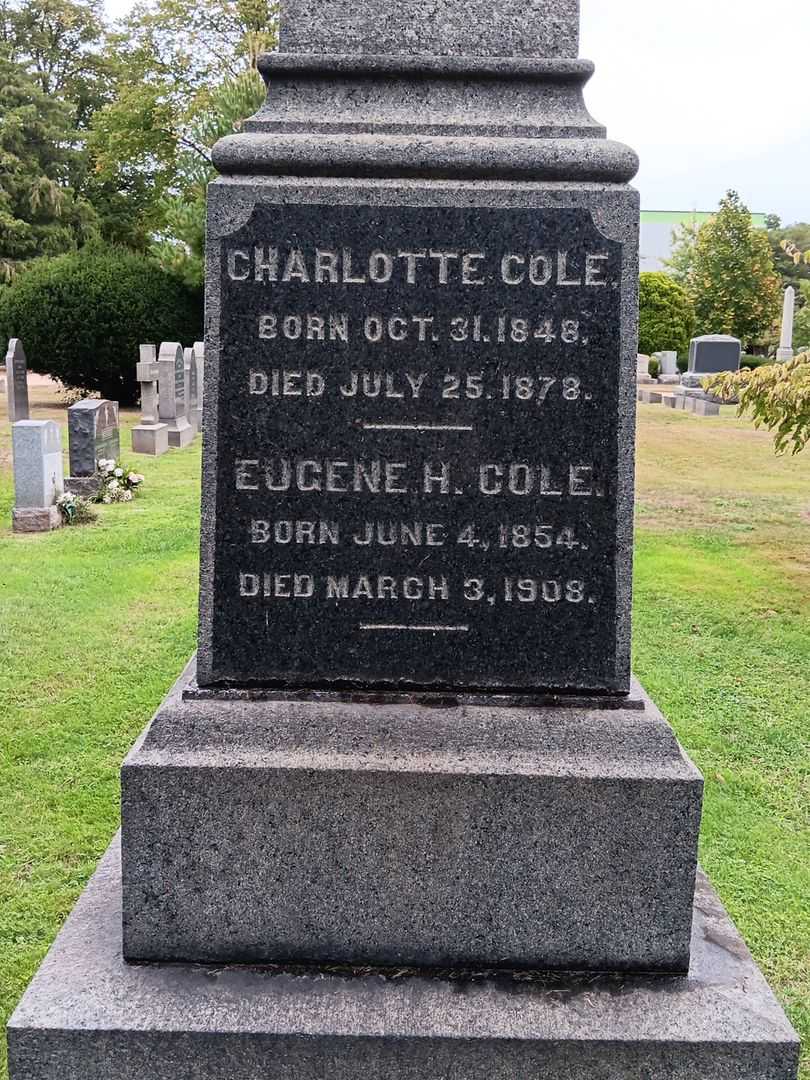 CHARLOTTE COLE.
BORN OCT. 31. 1848.
DIED JULY 25. 1878.
EUGENE H. COLE.
BORN JUNE 4, 1854.
DIED MARCH 3, 1908.